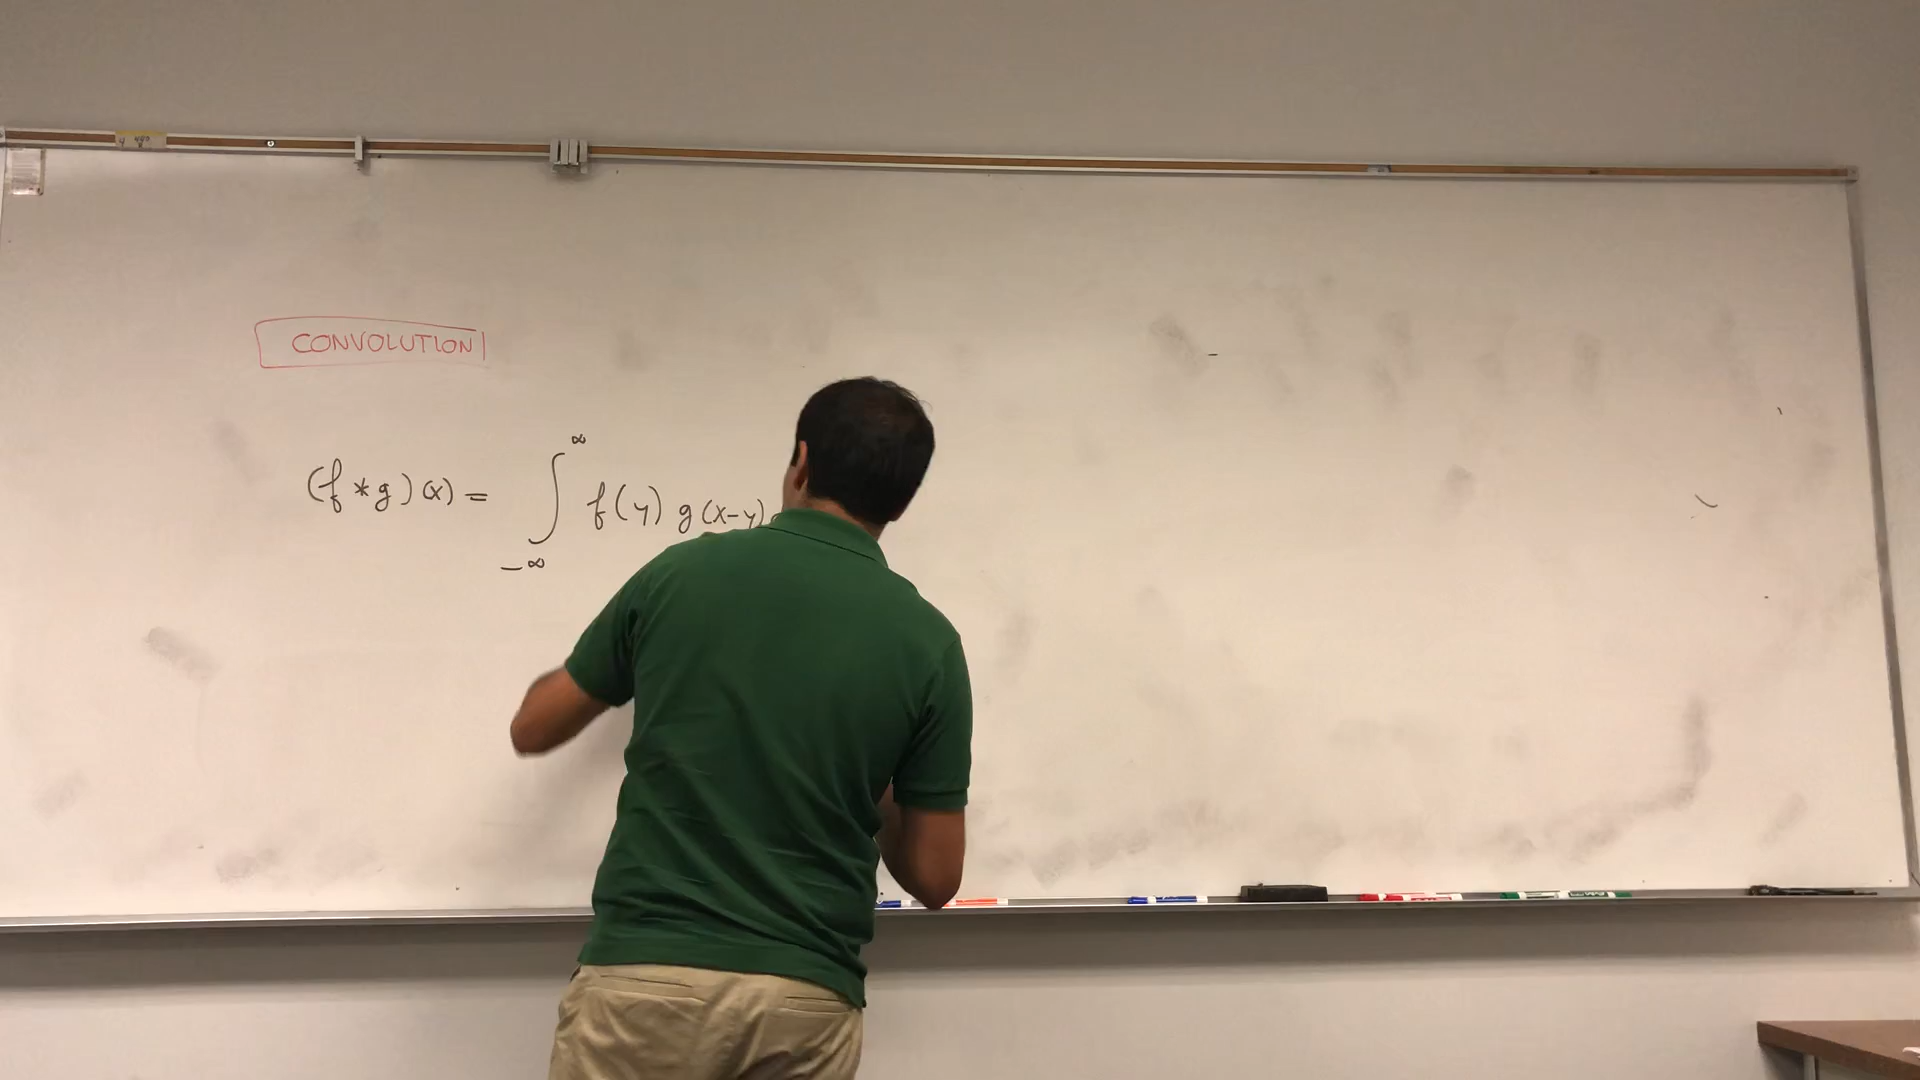 CONVOLUTION
(f * g)(x) = ∫_{-∞}^{∞} f(y) g(x-y)